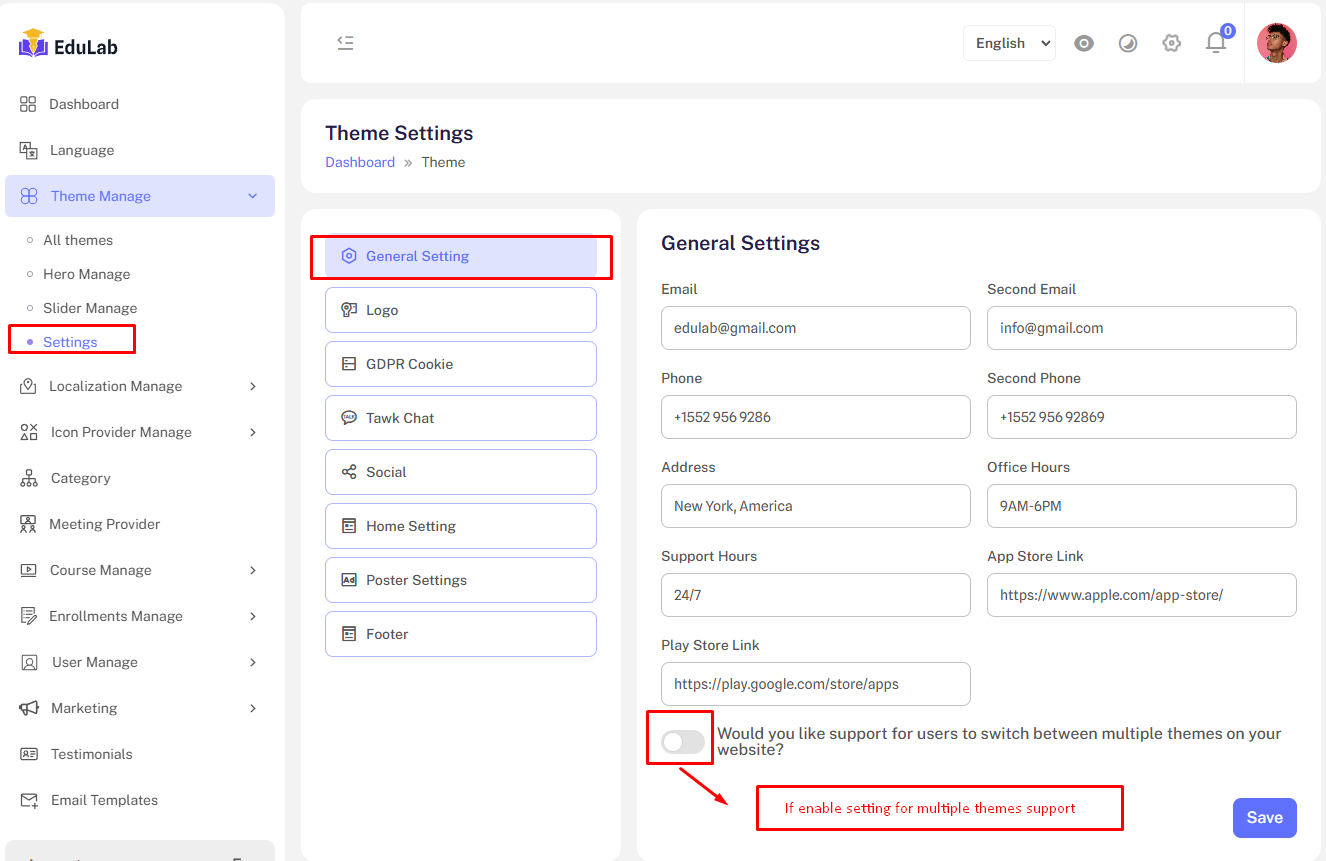 EduLab
English
0
Dashboard
Language
Theme Manage
All themes
Hero Manage
Slider Manage
Settings
Localization Manage
Icon Provider Manage
Category
Meeting Provider
Course Manage
Enrollments Manage
User Manage
Marketing
Testimonials
Email Templates
Theme Settings
Dashboard » Theme
General Setting
Logo
GDPR Cookie
TALK
Tawk Chat
Social
Home Setting
Ad
Poster Settings
Footer
General Settings
Email
edulab@gmail.com
Second Email
info@gmail.com
Phone
+1552 956 9286
Second Phone
+1552 956 92869
Address
New York, America
Office Hours
9AM-6PM
Support Hours
24/7
App Store Link
https://www.apple.com/app-store/
Play Store Link
https://play.google.com/store/apps
Would you like support for users to switch between multiple themes on your
website?
If enable setting for multiple themes support
Save